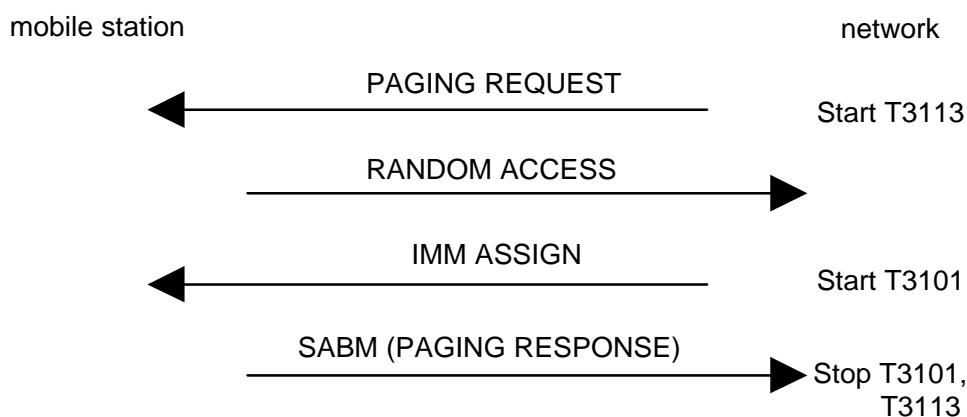 mobile station
network
PAGING REQUEST
Start T3113
RANDOM ACCESS
IMM ASSIGN
Start T3101
SABM (PAGING RESPONSE)
Stop T3101,
T3113